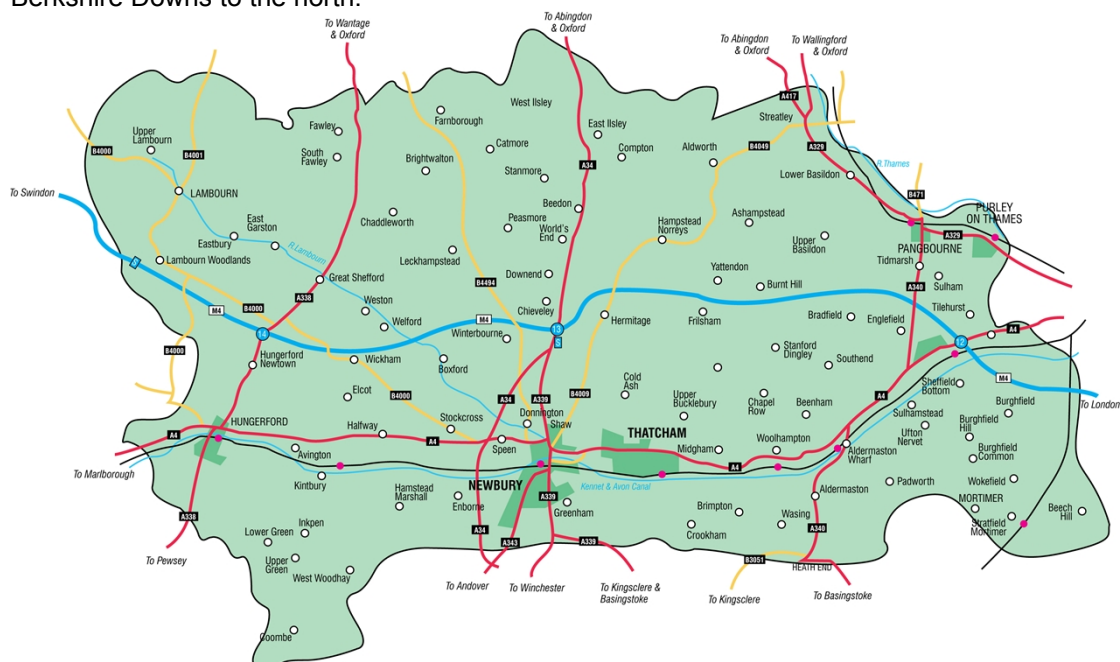 Berkshire Downs to the north.
To Wantage
& Oxford
To Abingdon
& Oxford
To Abingdon
& Oxford
To Wallingford
& Oxford
A417
West Ilsley
Farnborough
Streatley
Fawley
East Ilsley
Upper
Lambourn
B4000
B4001
South
Fawley
Catmore
Compton
Aldworth
B4049
A329
Brightwalton
A34
R.Thames
Stanmore
Lower Basildon
To Swindon
LAMBOURN
B471
Chaddleworth
Beedon
PURLEY
ON THAMES
East
Garston
Peasmore
World's
End
Hampstead
Norreys
Ashampstead
Eastbury
R.Lambourn
Upper
Basildon
A329
PANGBOURNE
Leckhampstead
Lambourn Woodlands
Tidmarsh
Downend
Yattendon
Great Shefford
B4494
Burnt Hill
A340
Sulham
A338
Weston
Chieveley
M4
B4000
Welford
M4
Winterbourne
Hermitage
Frilsham
Bradfield
Englefield
Tilehurst
A4
14
13
12
B4000
Hungerford
Newtown
Wickham
Boxford
Stanford
Dingley
Southend
M4
Elcot
Cold
Ash
Sheffield
Bottom
To London
B4000
A34
A339
B4009
Upper
Bucklebury
Chapel
Row
Beenham
A4
Sulhamstead
Burghfield
HUNGERFORD
Stockcross
Donnington
Shaw
Burghfield
Hill
A4
Halfway
A4
Speen
THATCHAM
Ufton
Nervet
Midgham
Woolhampton
Aldermaston
Wharf
Burghfield
Common
Avington
A4
To Marlborough
Kintbury
NEWBURY
Kennet & Avon Canal
Padworth
Wokefield
Hamstead
Marshall
Enborne
A339
Greenham
Aldermaston
MORTIMER
Brimpton
Wasing
Beech
Hill
A338
Inkpen
Lower Green
A34
A343
A339
Crookham
A340
Stratfield
Mortimer
To Pewsey
Upper
Green
West Woodhay
B3051
HEATH END
To Andover
To Winchester
To Kingsclere &
Basingstoke
To Kingsclere
To Basingstoke
Coombe